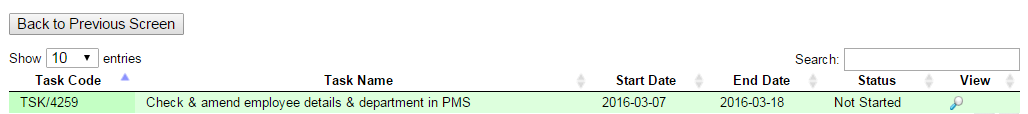 Back to Previous Screen
Show 10 entries Search:
Task Code Task Name Start Date End Date Status View
TSK/4259 Check & amend employee details & department in PMS 2016-03-07 2016-03-18 Not Started